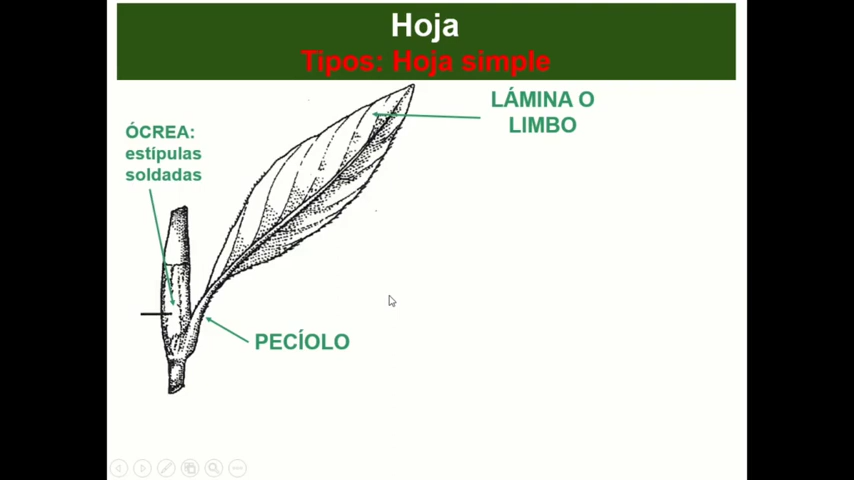 Hoja
Tipos: Hoja simple
LÁMINA O
LIMBO
ÓCREA:
estípulas
soldadas
PECÍOLO